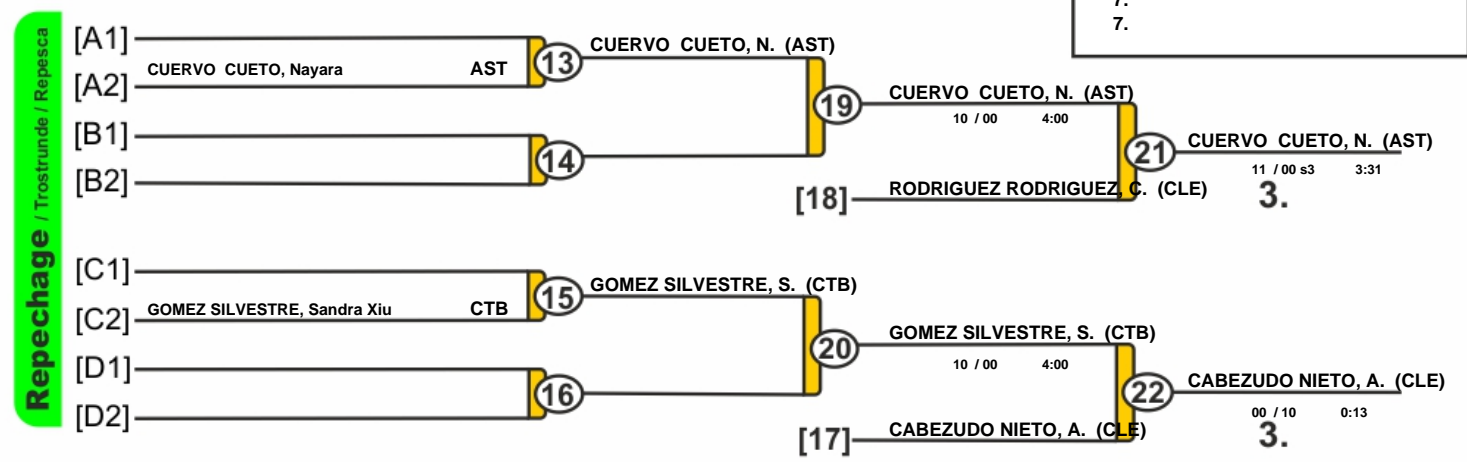 7.
7.
Repechage / Trostrunde / Repesca
[A1]
CUERVO CUETO, Nayara AST
[A2]
13
CUERVO CUETO, N. (AST)
[B1]
[B2]
14
19
CUERVO CUETO, N. (AST)
10 / 00 4:00
[18]
RODRIGUEZ RODRIGUEZ, C. (CLE)
21
CUERVO CUETO, N. (AST)
11 / 00 s3 3:31
3.
[C1]
GOMEZ SILVESTRE, Sandra Xiu CTB
[C2]
15
GOMEZ SILVESTRE, S. (CTB)
[D1]
[D2]
16
20
GOMEZ SILVESTRE, S. (CTB)
10 / 00 4:00
[17]
CABEZUDO NIETO, A. (CLE)
22
CABEZUDO NIETO, A. (CLE)
00 / 10 0:13
3.